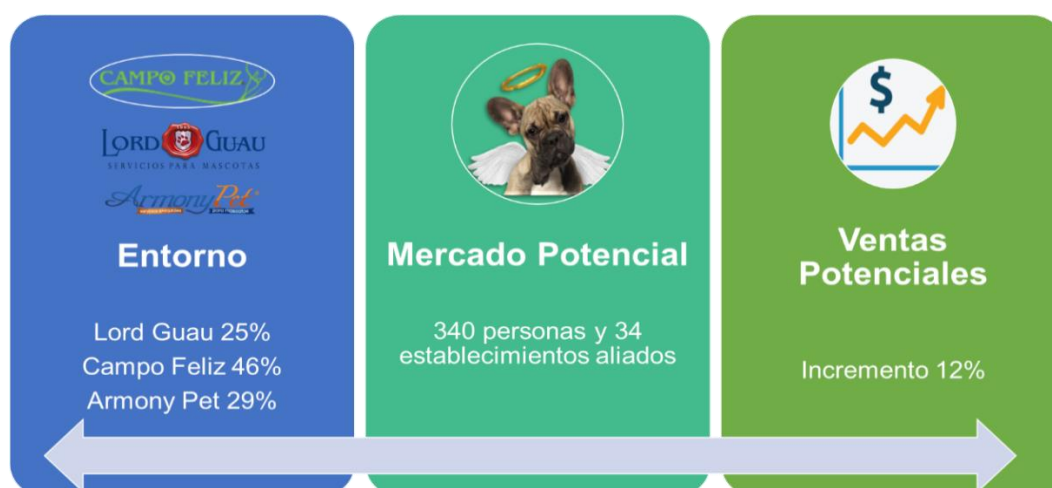 CAMPO FELIZ
LORD GUAU
SERVICIOS PARA MASCOTAS
ArmonyPet
Entorno
Lord Guau 25%
Campo Feliz 46%
Armony Pet 29%
Mercado Potencial
340 personas y 34
establecimientos aliados
$
Ventas
Potenciales
Incremento 12%